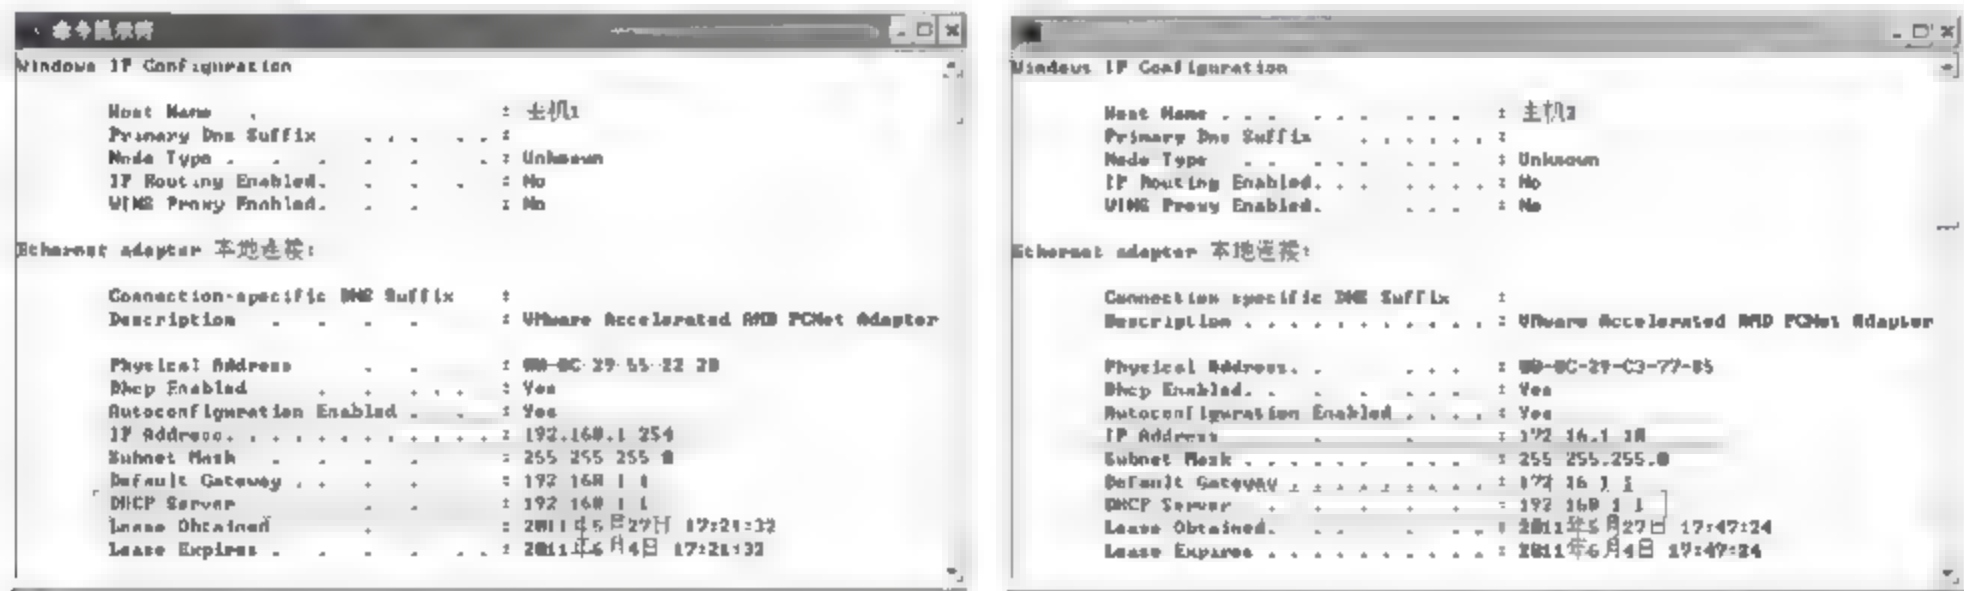 命令提示符
Windows IP Configuration
Host Name . : 主机1
Primary Dns Suffix . . . . . . :
Node Type . . . . . . : Unknown
IP Routing Enabled. . . . . : No
WINS Proxy Enabled. . . : No
Ethernet adapter 本地连接:
Connection-specific DNS Suffix :
Description . . . . : VMware Accelerated AMD PCNet Adapter
Physical Address . . : 00-0C-29-55-22-20
Dhcp Enabled . . . . . : Yes
Autoconfiguration Enabled . . . : Yes
IP Address. . . . . . . . . . . . : 192.168.1 254
Subnet Mask . . . . : 255 255 255 0
Default Gateway . . . . : 192 168 1 1
DHCP Server : 192 168 1 1
Lease Obtained . : 2011年5月27日 17:21:32
Lease Expires . . . . . . : 2011年6月4日 17:21:32
Windows IP Configuration
Host Name . . . . . . . . . : 主机2
Primary Dns Suffix . . . . . . :
Node Type . . . . . . . : Unknown
IP Routing Enabled. . . . . . . . : No
WINS Proxy Enabled. . . . : No
Ethernet adapter 本地连接:
Connection specific DNS Suffix :
Description . . . . . . . . . . . : VMware Accelerated AMD PCNet Adapter
Physical Address. . . . . : 00-0C-29-C3-77-05
Dhcp Enabled. . . . . . . . : Yes
Autoconfiguration Enabled . . . . : Yes
IP Address . . . . : 172 16.1 10
Subnet Mask . . . . . . . . . : 255 255.255.0
Default Gateway . . . . . . . . . : 172 16 1 1
DHCP Server . . . . . . : 192 168 1 1
Lease Obtained. . . . . . . : 2011年5月27日 17:47:24
Lease Expires . . . . . . . . . . : 2011年6月4日 17:47:24